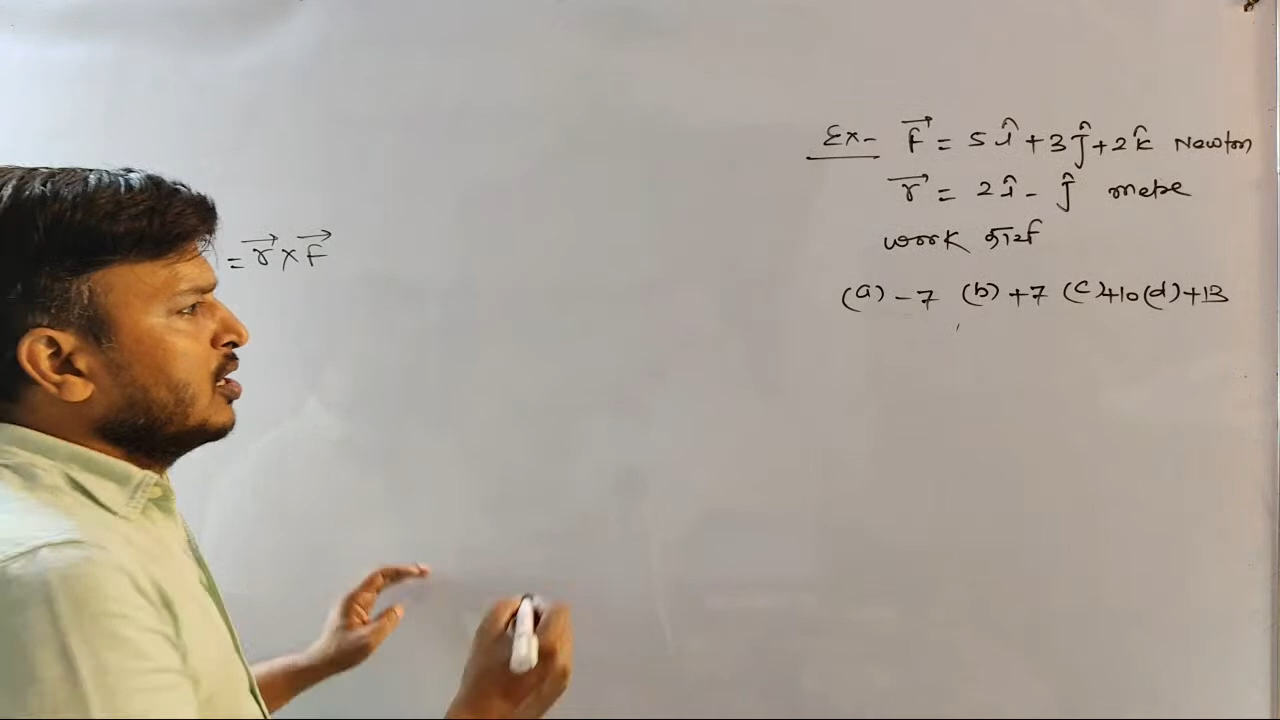 = r⃗ × F⃗
Ex- F⃗ = 5î + 3ĵ + 2k̂ Newton
r⃗ = 2î - ĵ metre
work कार्य
(a) -7 (b) +7 (c) +10 (d) +13